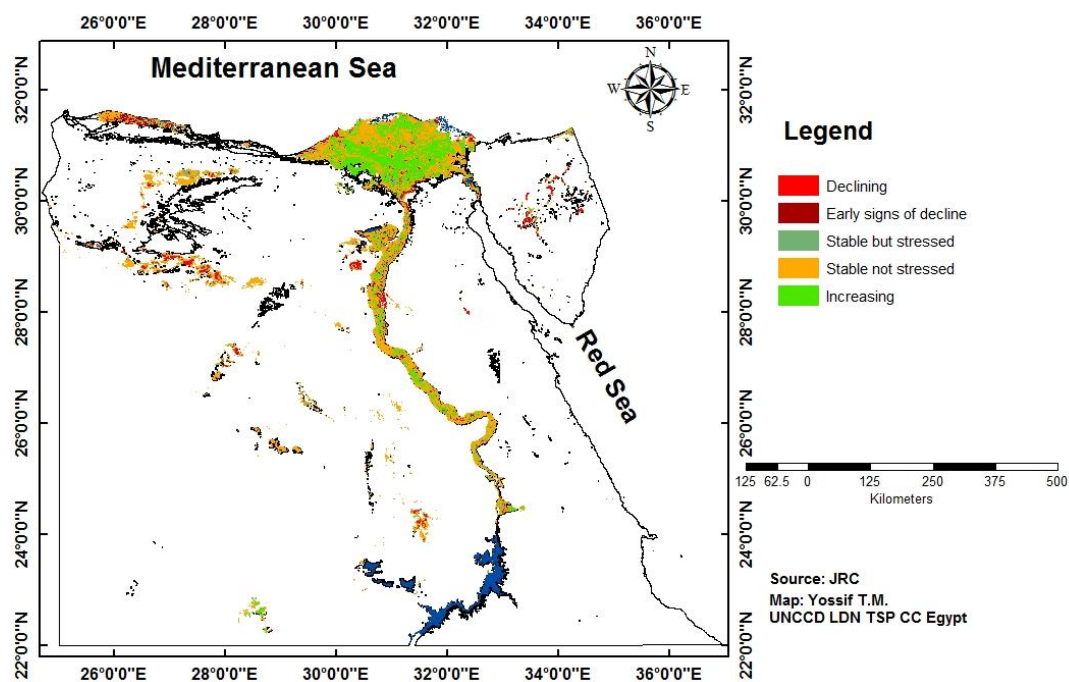 26°0'0"E 28°0'0"E 30°0'0"E 32°0'0"E 34°0'0"E 36°0'0"E
Mediterranean Sea
N
W E
S
32°0'0"N 32°0'0"N
Legend
Declining
30°0'0"N 30°0'0"N
Early signs of decline
Stable but stressed
Stable not stressed
Increasing
28°0'0"N 28°0'0"N
Red Sea
26°0'0"N 26°0'0"N
125 62.5 0 125 250 375 500
Kilometers
24°0'0"N 24°0'0"N
Source: JRC
Map: Yossif T.M.
UNCCD LDN TSP CC Egypt
22°0'0"N 22°0'0"N
26°0'0"E 28°0'0"E 30°0'0"E 32°0'0"E 34°0'0"E 36°0'0"E